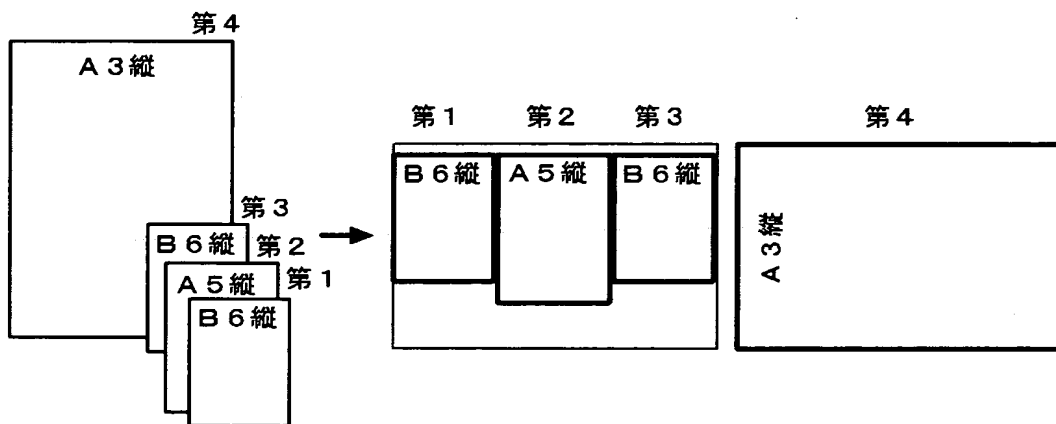 第４
Ａ３縦
第３
Ｂ６縦
第２
Ａ５縦
第１
Ｂ６縦
第１ 第２ 第３ 第４
Ｂ６縦 Ａ５縦 Ｂ６縦
Ａ３縦